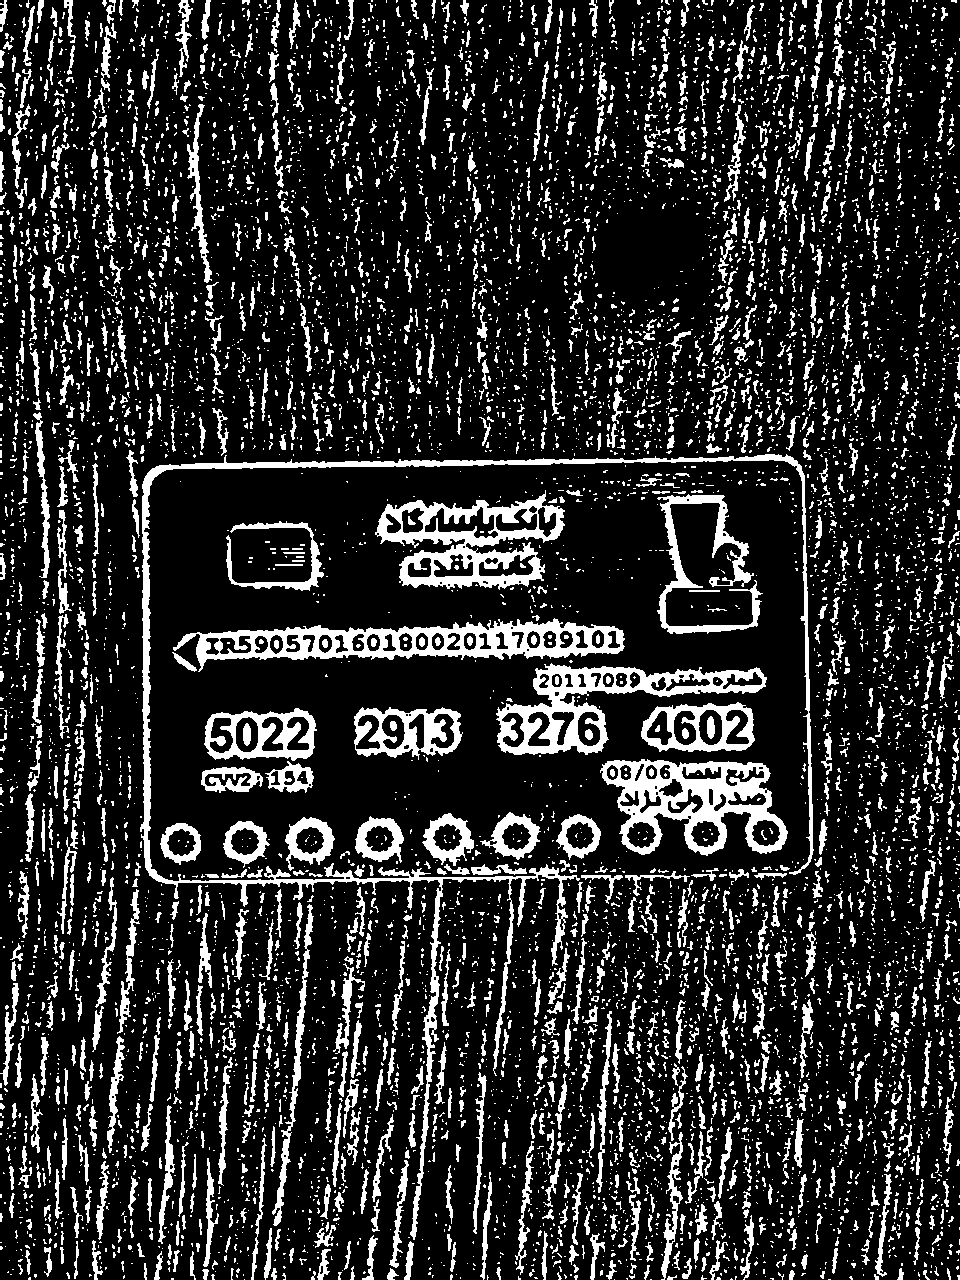 بانک پاسارگاد
کارت نقدی
IR590570160180020117089101
شماره مشتری 20117089
5022 2913 3276 4602
CVV2 : 154
تاریخ انقضا 08/06
صدرا ولی نژاد